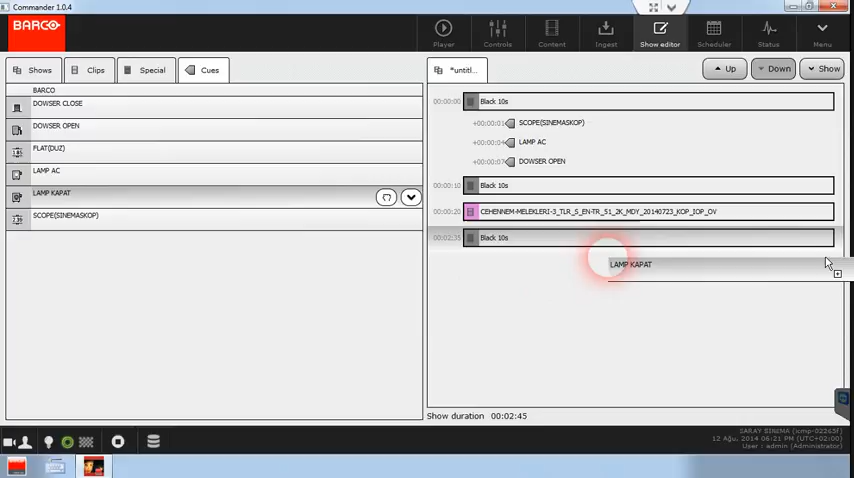 Commander 1.0.4
BARCO
Player
Controls
Content
Ingest
Show editor
Scheduler
Status
Menu
Shows
Clips
Special
Cues
*untitl...
Up
Down
Show
BARCO
DOWSER CLOSE
DOWSER OPEN
FLAT(DUZ)
LAMP AC
LAMP KAPAT
SCOPE(SINEMASKOP)
00:00:00
Black 10s
+00:00:01
SCOPE(SINEMASKOP)
+00:00:04
LAMP AC
+00:00:07
DOWSER OPEN
00:00:10
Black 10s
00:00:20
CEHENNEM-MELEKLERI-3_TLR_S_EN-TR_51_2K_MDY_20140723_KOP_IOP_OV
00:02:35
Black 10s
LAMP KAPAT
Show duration 00:02:45
SARAY SINEMA (icmp-02265f)
12 Ağu, 2014 06:21 PM (UTC+02:00)
User : admin (Administrator)